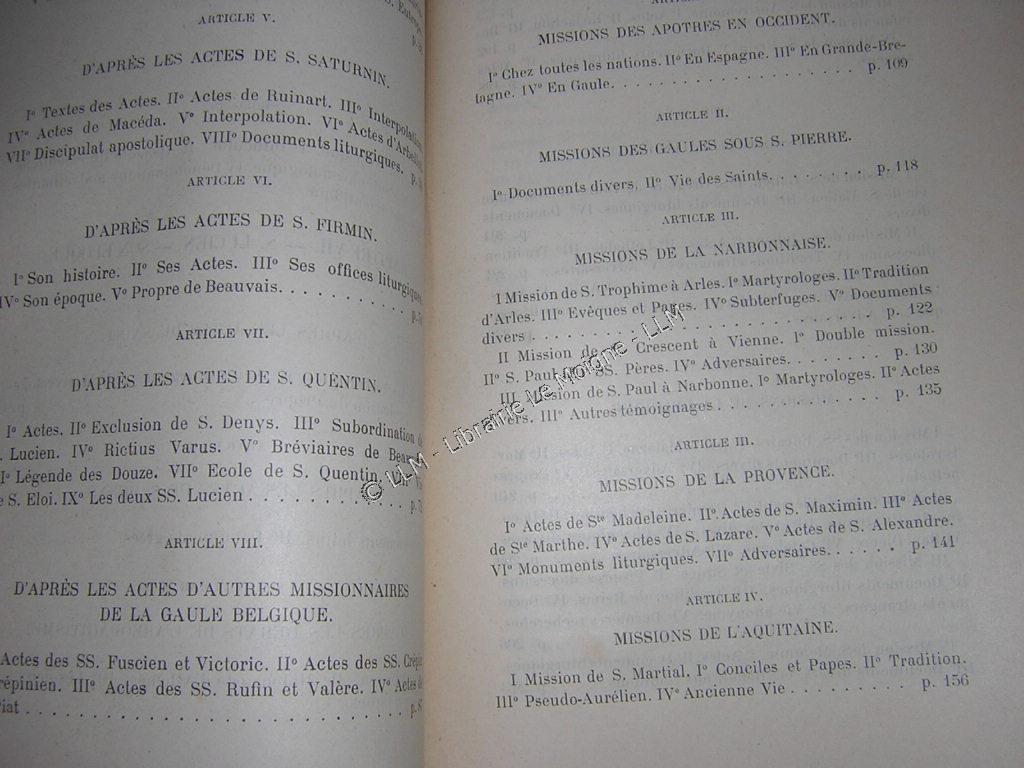 ARTICLE V.
D'APRÈS LES ACTES DE S. SATURNIN.
Iº Textes des Actes. IIº Actes de Ruinart. IIIº Interpolation.
IVº Actes de Macéda. Vº Interpolation. VIº Actes d'Arbellot.
VIIº Discipulat apostolique. VIIIº Documents liturgiques. p.
ARTICLE VI.
D'APRÈS LES ACTES DE S. FIRMIN.
Iº Son histoire. IIº Ses Actes. IIIº Ses offices liturgiques.
IVº Son époque. Vº Propre de Beauvais. . . . . . . . . . p.
ARTICLE VII.
D'APRÈS LES ACTES DE S. QUENTIN.
Iº Actes. IIº Exclusion de S. Denys. IIIº Subordination de
Lucien. IVº Rictius Varus. Vº Bréviaires de
Légende des Douze. VIIº Ecole de S. Quentin.
S. Eloi. IXº Les deux SS. Lucien . . . . . . . . . . p.
ARTICLE VIII.
D'APRÈS LES ACTES D'AUTRES MISSIONNAIRES
DE LA GAULE BELGIQUE.
Actes des SS. Fuscien et Victoric. IIº Actes des SS.
IIIº Actes des SS. Rufin et Valère. IVº Actes de
. . . . . . . . . . p.
MISSIONS DES APOTRES EN OCCIDENT.
Iº Chez toutes les nations. IIº En Espagne. IIIº En Grande-Bre-
tagne. IVº En Gaule. . . . . . . . . . . . . . . . p. 109
ARTICLE II.
MISSIONS DES GAULES SOUS S. PIERRE.
Iº Documents divers, IIº Vie des Saints. . . . . . . . p. 118
ARTICLE III.
MISSIONS DE LA NARBONNAISE.
I Mission de S. Trophime à Arles. Iº Martyrologes. IIº Tradition
d'Arles. IIIº Evêques et Papes. IVº Subterfuges. Vº Documents
divers . . . . . . . . . . . . . . . . . . p. 122
II Mission de S. Crescent à Vienne. Iº Double mission.
IIº S. Paul SS. Pères. IVº Adversaires. . . . . . . . p. 130
III Mission de S. Paul à Narbonne. Iº Martyrologes. IIº Actes
divers. IIIº Autres témoignages . . . . . . . . . . . p. 135
ARTICLE III.
MISSIONS DE LA PROVENCE.
Iº Actes de Ste Madeleine. IIº. Actes de S. Maximin. IIIº Actes
de Ste Marthe. IVº Actes de S. Lazare. Vº Actes de S. Alexandre.
VIº Monuments liturgiques. VIIº Adversaires. . . . . . p. 141
ARTICLE IV.
MISSIONS DE L'AQUITAINE.
I Mission de S. Martial. Iº Conciles et Papes. IIº Tradition.
IIIº Pseudo-Aurélien. IVº Ancienne Vie . . . . . . . . p. 156
© LLM - Librairie Le Moigne - LLM